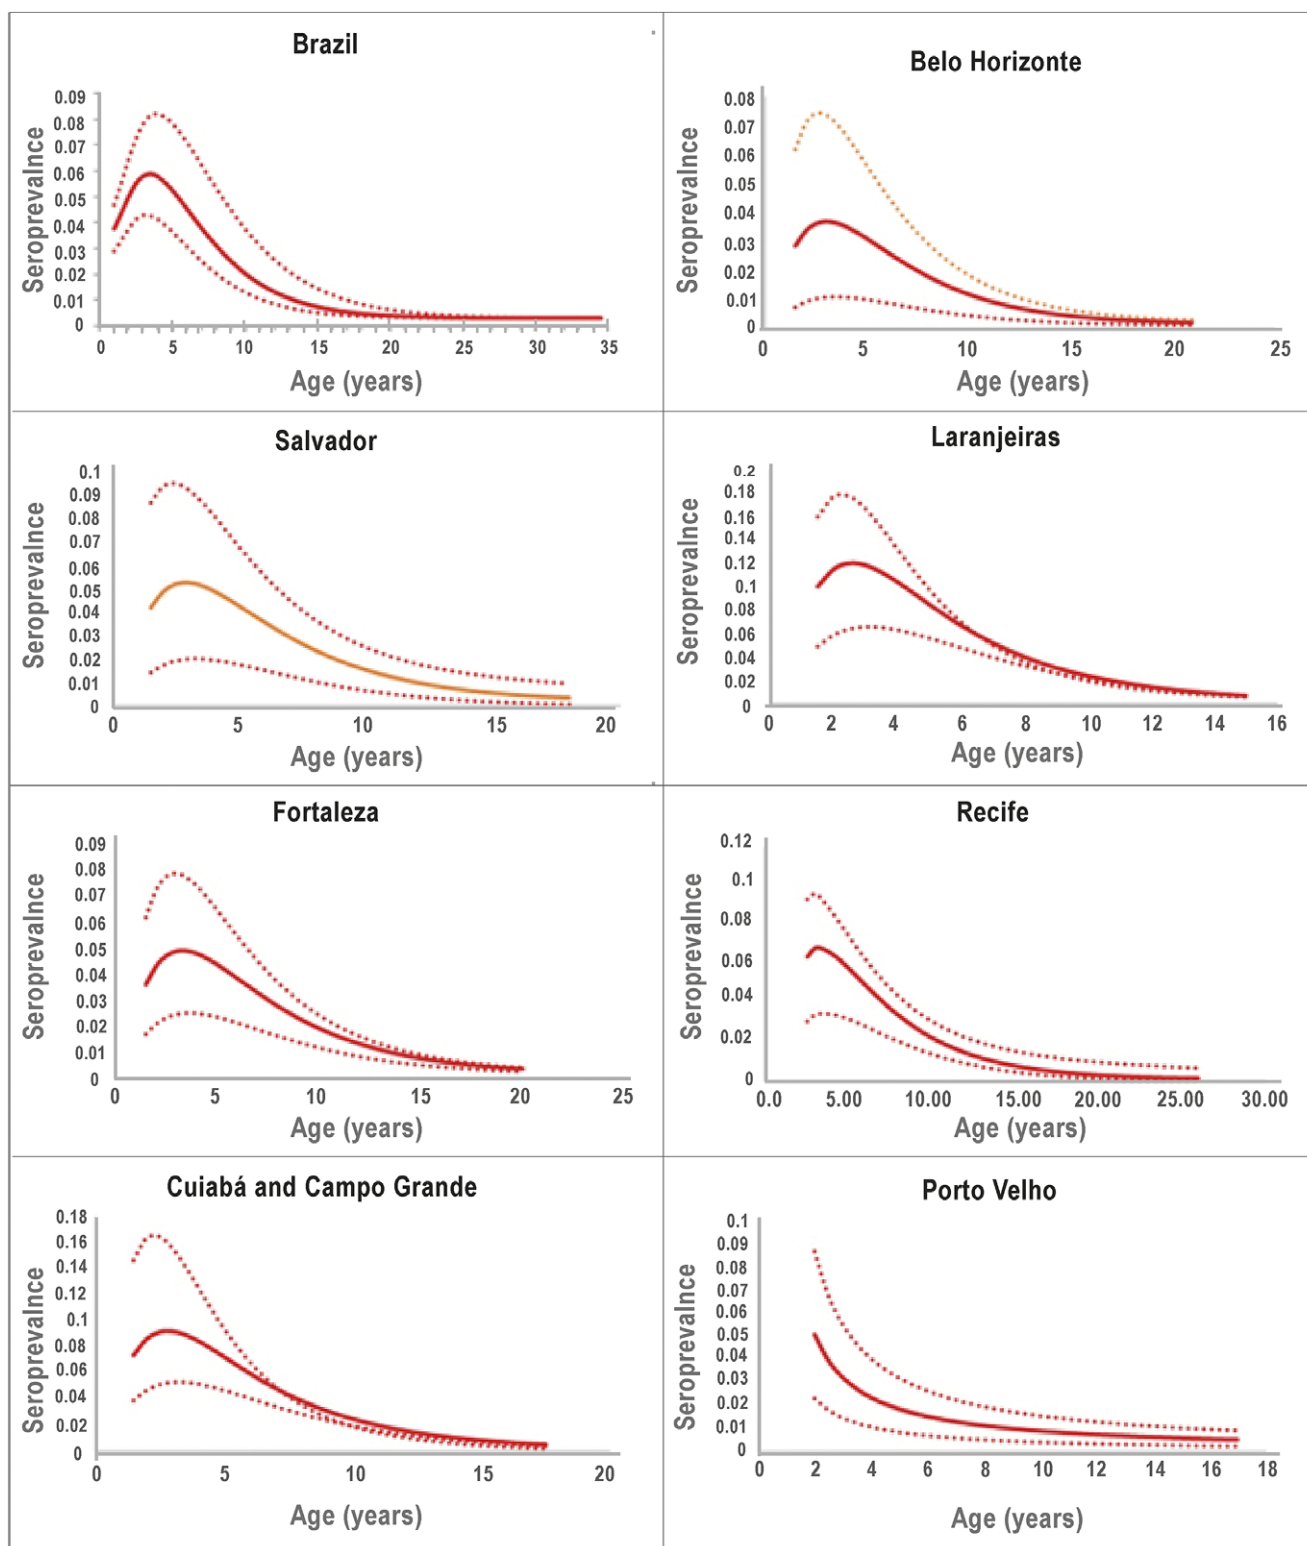 Brazil
Seroprevalnce
0.09
0.08
0.07
0.06
0.05
0.04
0.03
0.02
0.01
0
0 5 10 15 20 25 30 35
Age (years)
Belo Horizonte
Seroprevalnce
0.08
0.07
0.06
0.05
0.04
0.03
0.02
0.01
0
0 5 10 15 20 25
Age (years)
Salvador
Seroprevalnce
0.1
0.09
0.08
0.07
0.06
0.05
0.04
0.03
0.02
0.01
0
0 5 10 15 20
Age (years)
Laranjeiras
Seroprevalnce
0.2
0.18
0.16
0.14
0.12
0.1
0.08
0.06
0.04
0.02
0
0 2 4 6 8 10 12 14 16
Age (years)
Fortaleza
Seroprevalnce
0.09
0.08
0.07
0.06
0.05
0.04
0.03
0.02
0.01
0
0 5 10 15 20 25
Age (years)
Recife
Seroprevalnce
0.12
0.1
0.08
0.06
0.04
0.02
0
0.0 5.00 10.00 15.00 20.00 25.00 30.00
Age (years)
Cuiabá and Campo Grande
Seroprevalnce
0.18
0.16
0.14
0.12
0.1
0.08
0.06
0.04
0.02
0
0 5 10 15 20
Age (years)
Porto Velho
Seroprevalnce
0.1
0.09
0.08
0.07
0.06
0.05
0.04
0.03
0.02
0.01
0
0 2 4 6 8 10 12 14 16 18
Age (years)